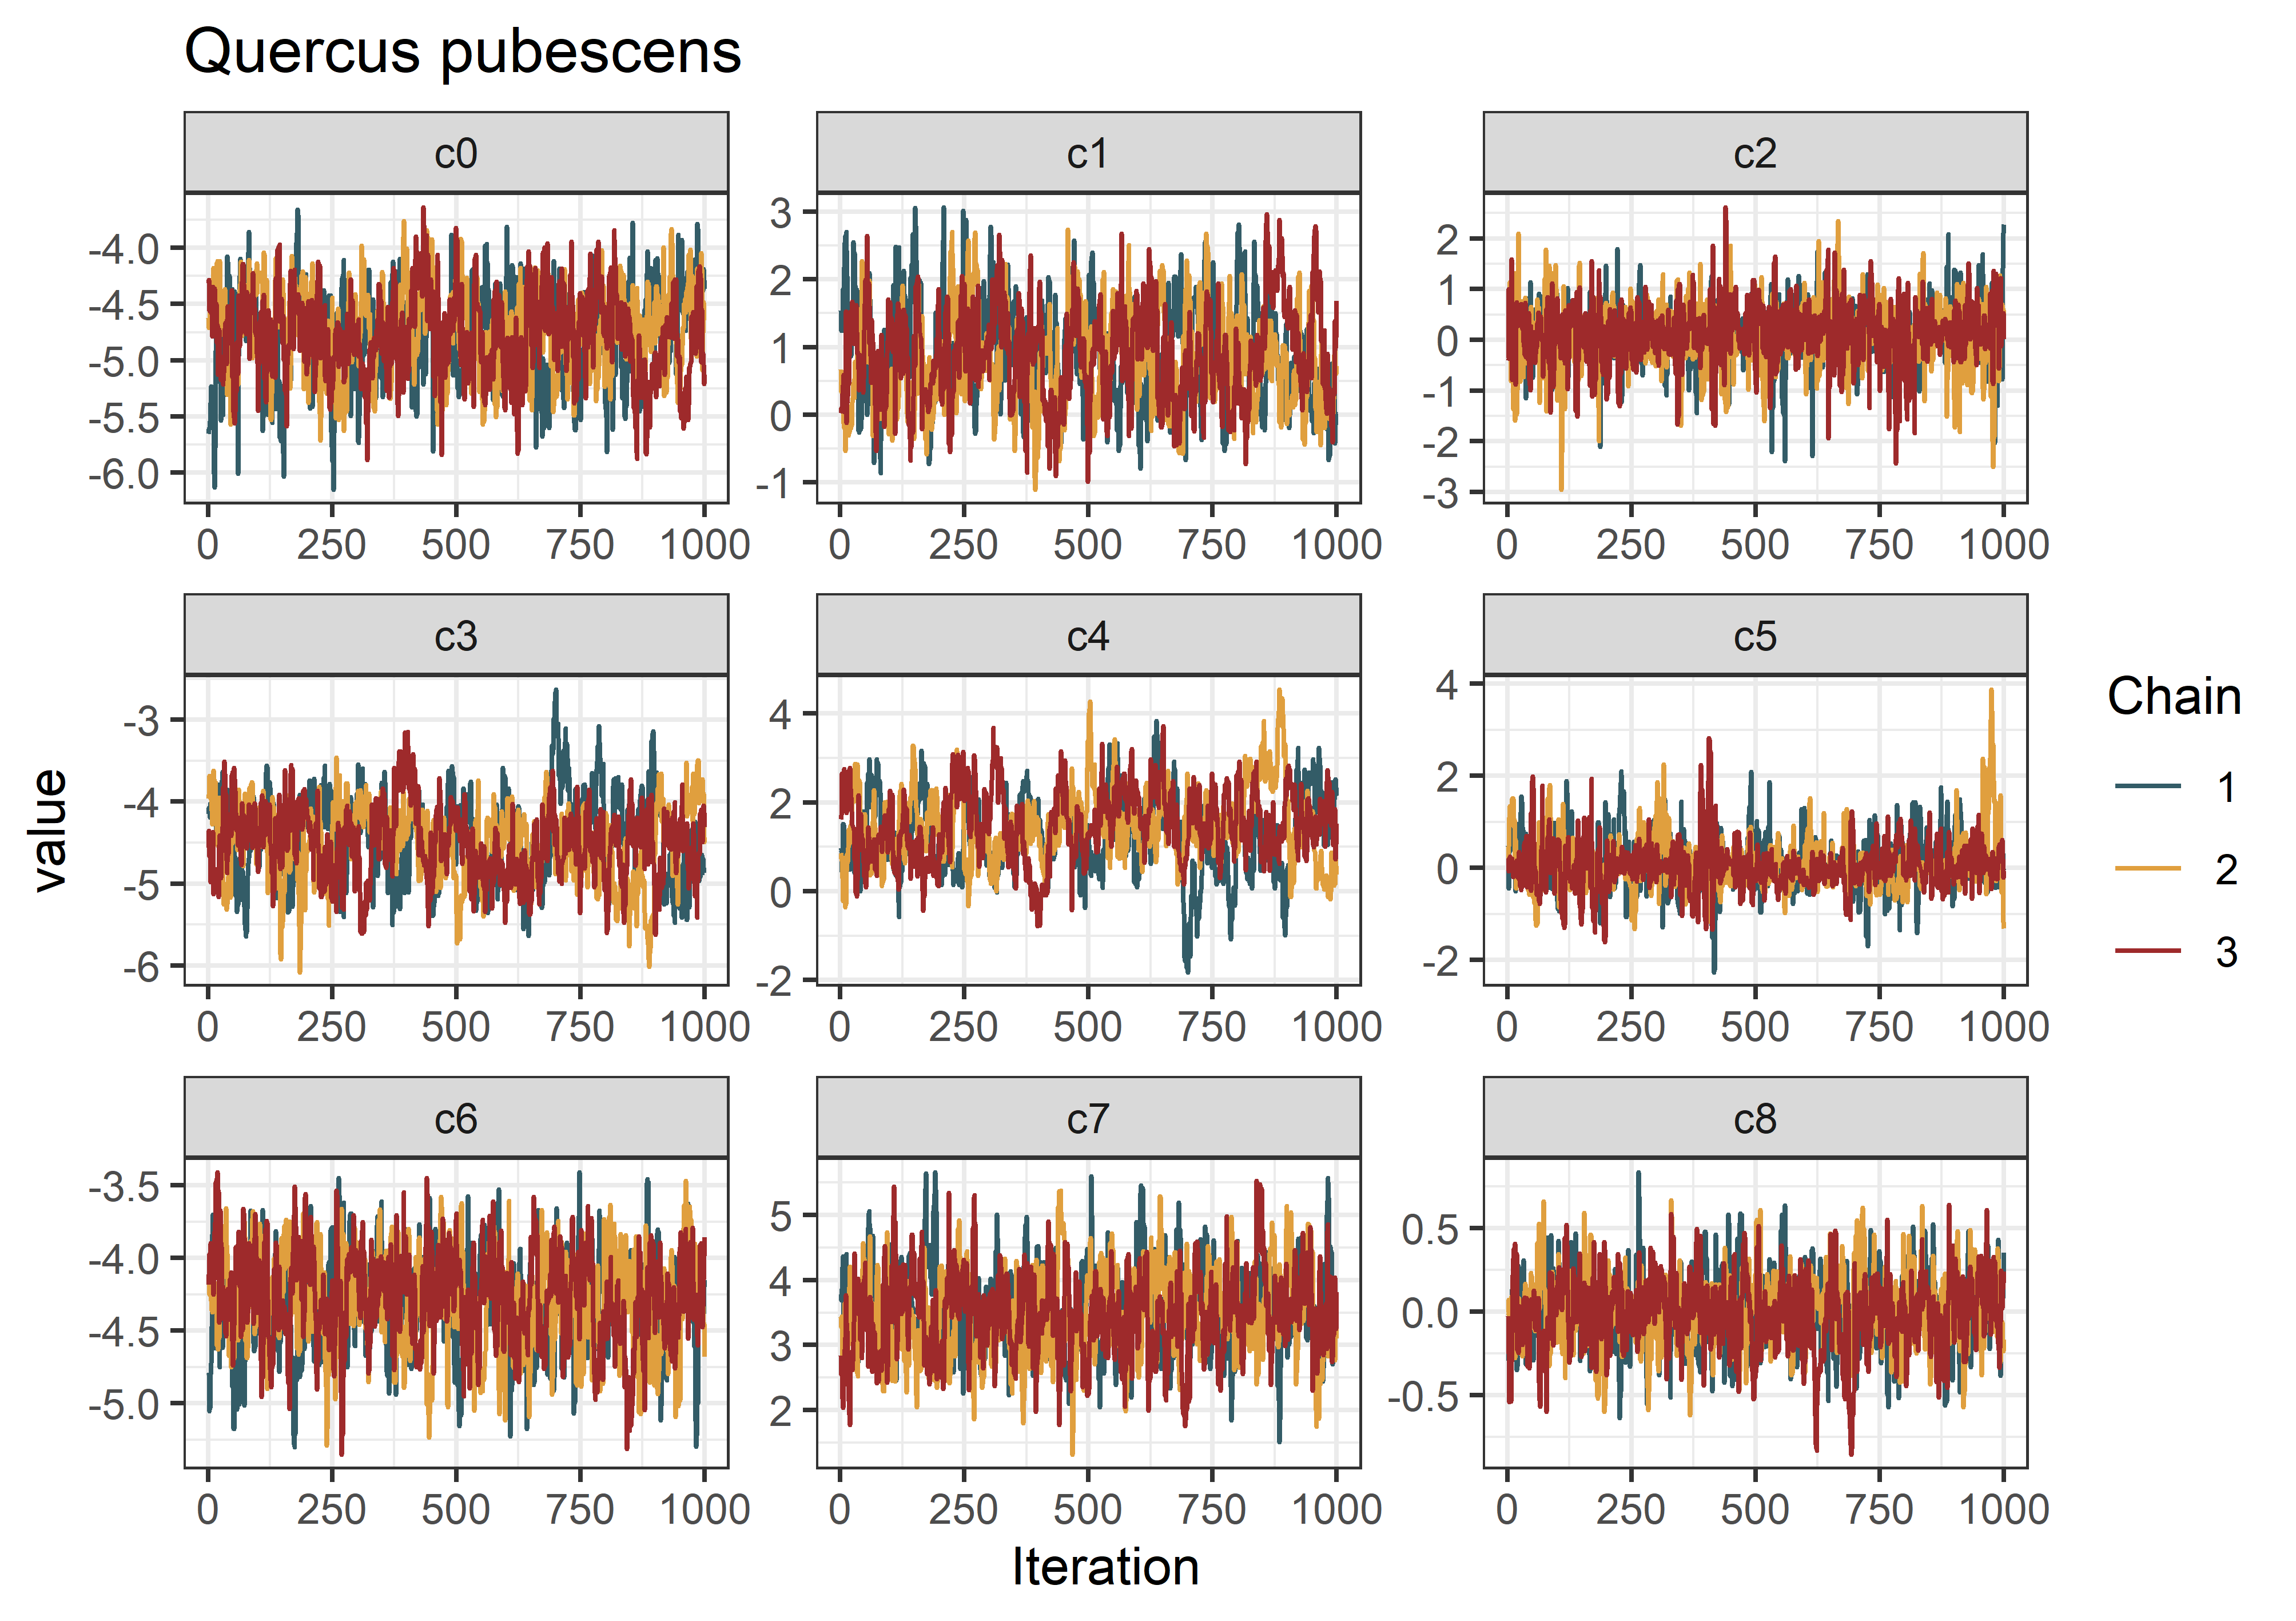 Quercus pubescens
c0 c1 c2
-4.0 -4.5 -5.0 -5.5 -6.0
3 2 1 0 -1
2 1 0 -1 -2 -3
0 250 500 750 1000 0 250 500 750 1000 0 250 500 750 1000
c3 c4 c5
-3 -4 -5 -6
4 2 0 -2
4 2 0 -2
0 250 500 750 1000 0 250 500 750 1000 0 250 500 750 1000
c6 c7 c8
-3.5 -4.0 -4.5 -5.0
5 4 3 2
0.5 0.0 -0.5
0 250 500 750 1000 0 250 500 750 1000 0 250 500 750 1000
value
Iteration
Chain
1
2
3